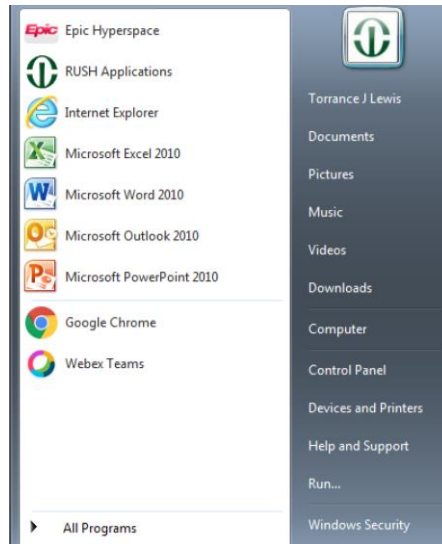 Epic
Epic Hyperspace
RUSH Applications
Internet Explorer
Microsoft Excel 2010
Microsoft Word 2010
Microsoft Outlook 2010
Microsoft PowerPoint 2010
Google Chrome
Webex Teams
All Programs
Torrance J Lewis
Documents
Pictures
Music
Videos
Downloads
Computer
Control Panel
Devices and Printers
Help and Support
Run...
Windows Security